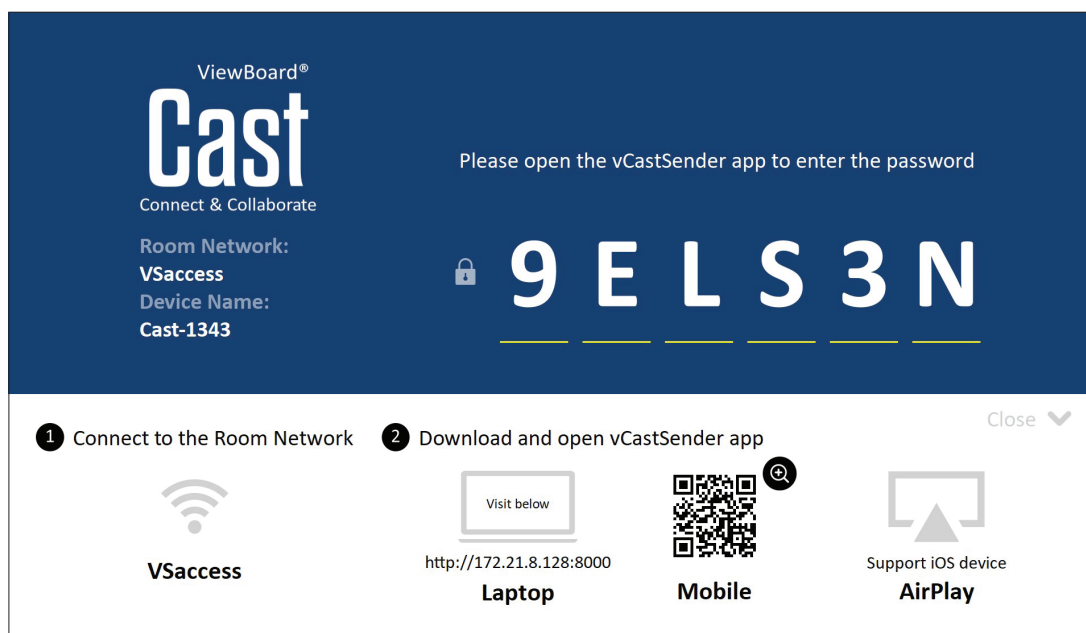 ViewBoard®
Cast
Connect & Collaborate
Room Network:
VSaccess
Device Name:
Cast-1343
Please open the vCastSender app to enter the password
9 E L S 3 N
Close
1 Connect to the Room Network
VSaccess
2 Download and open vCastSender app
Visit below
http://172.21.8.128:8000
Laptop
Mobile
Support iOS device
AirPlay